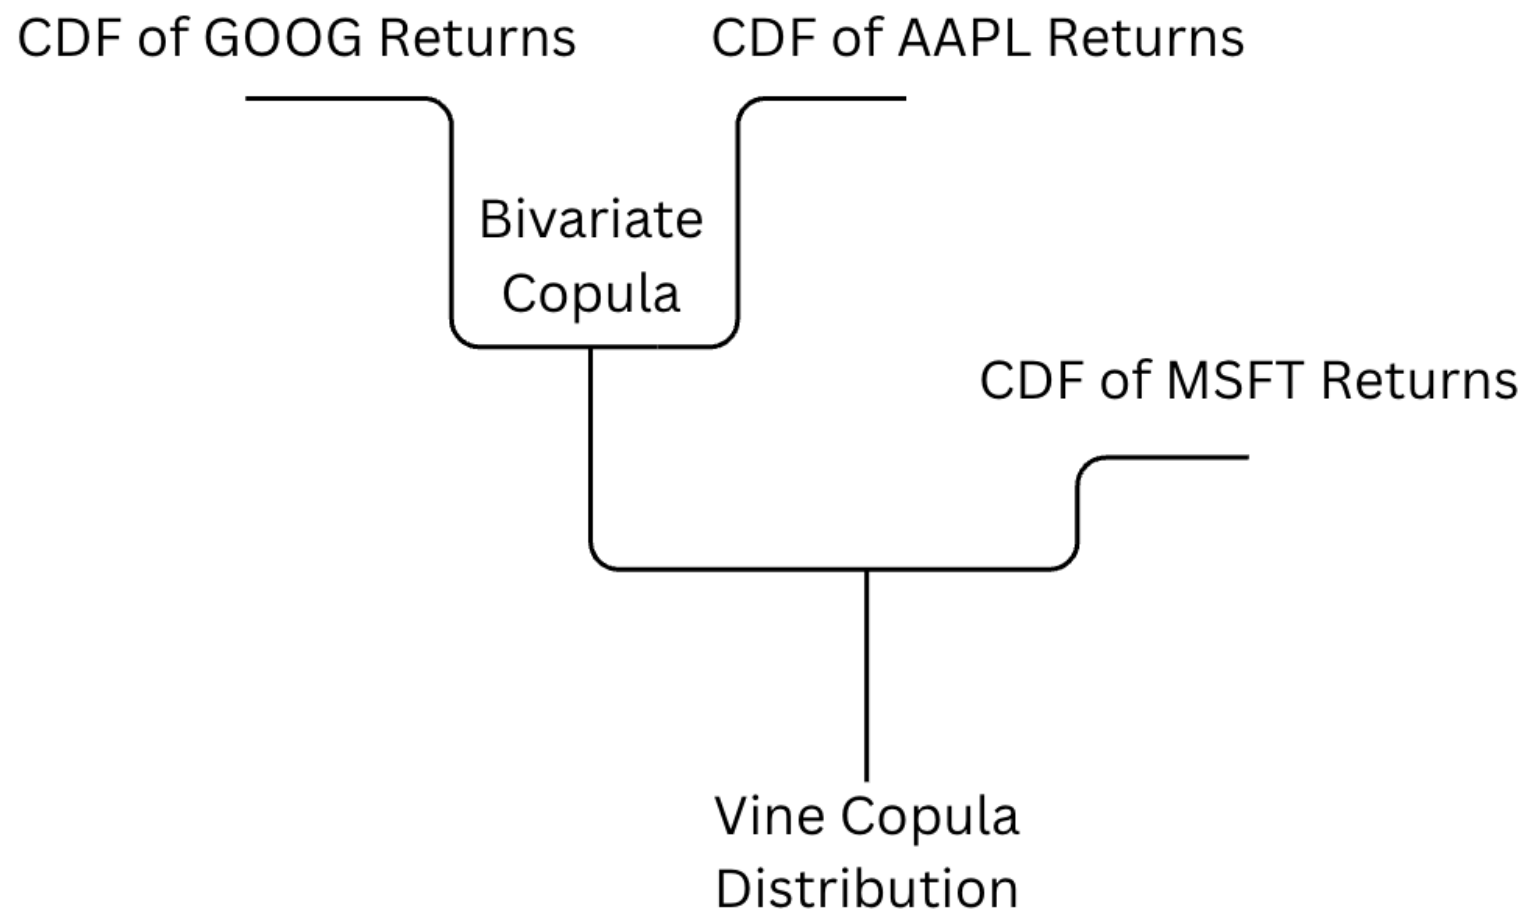 CDF of GOOG Returns
CDF of AAPL Returns
Bivariate
Copula
CDF of MSFT Returns
Vine Copula
Distribution